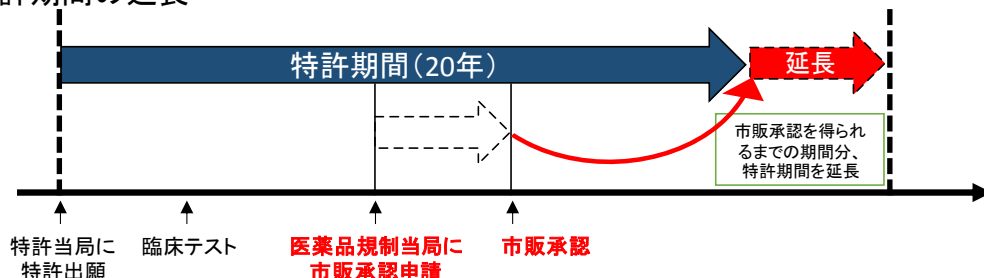 許期間の延長
特許期間（20年）
延長
市販承認を得られ
るまでの期間分、
特許期間を延長
特許当局に
特許出願
臨床テスト
医薬品規制当局に
市販承認申請
市販承認